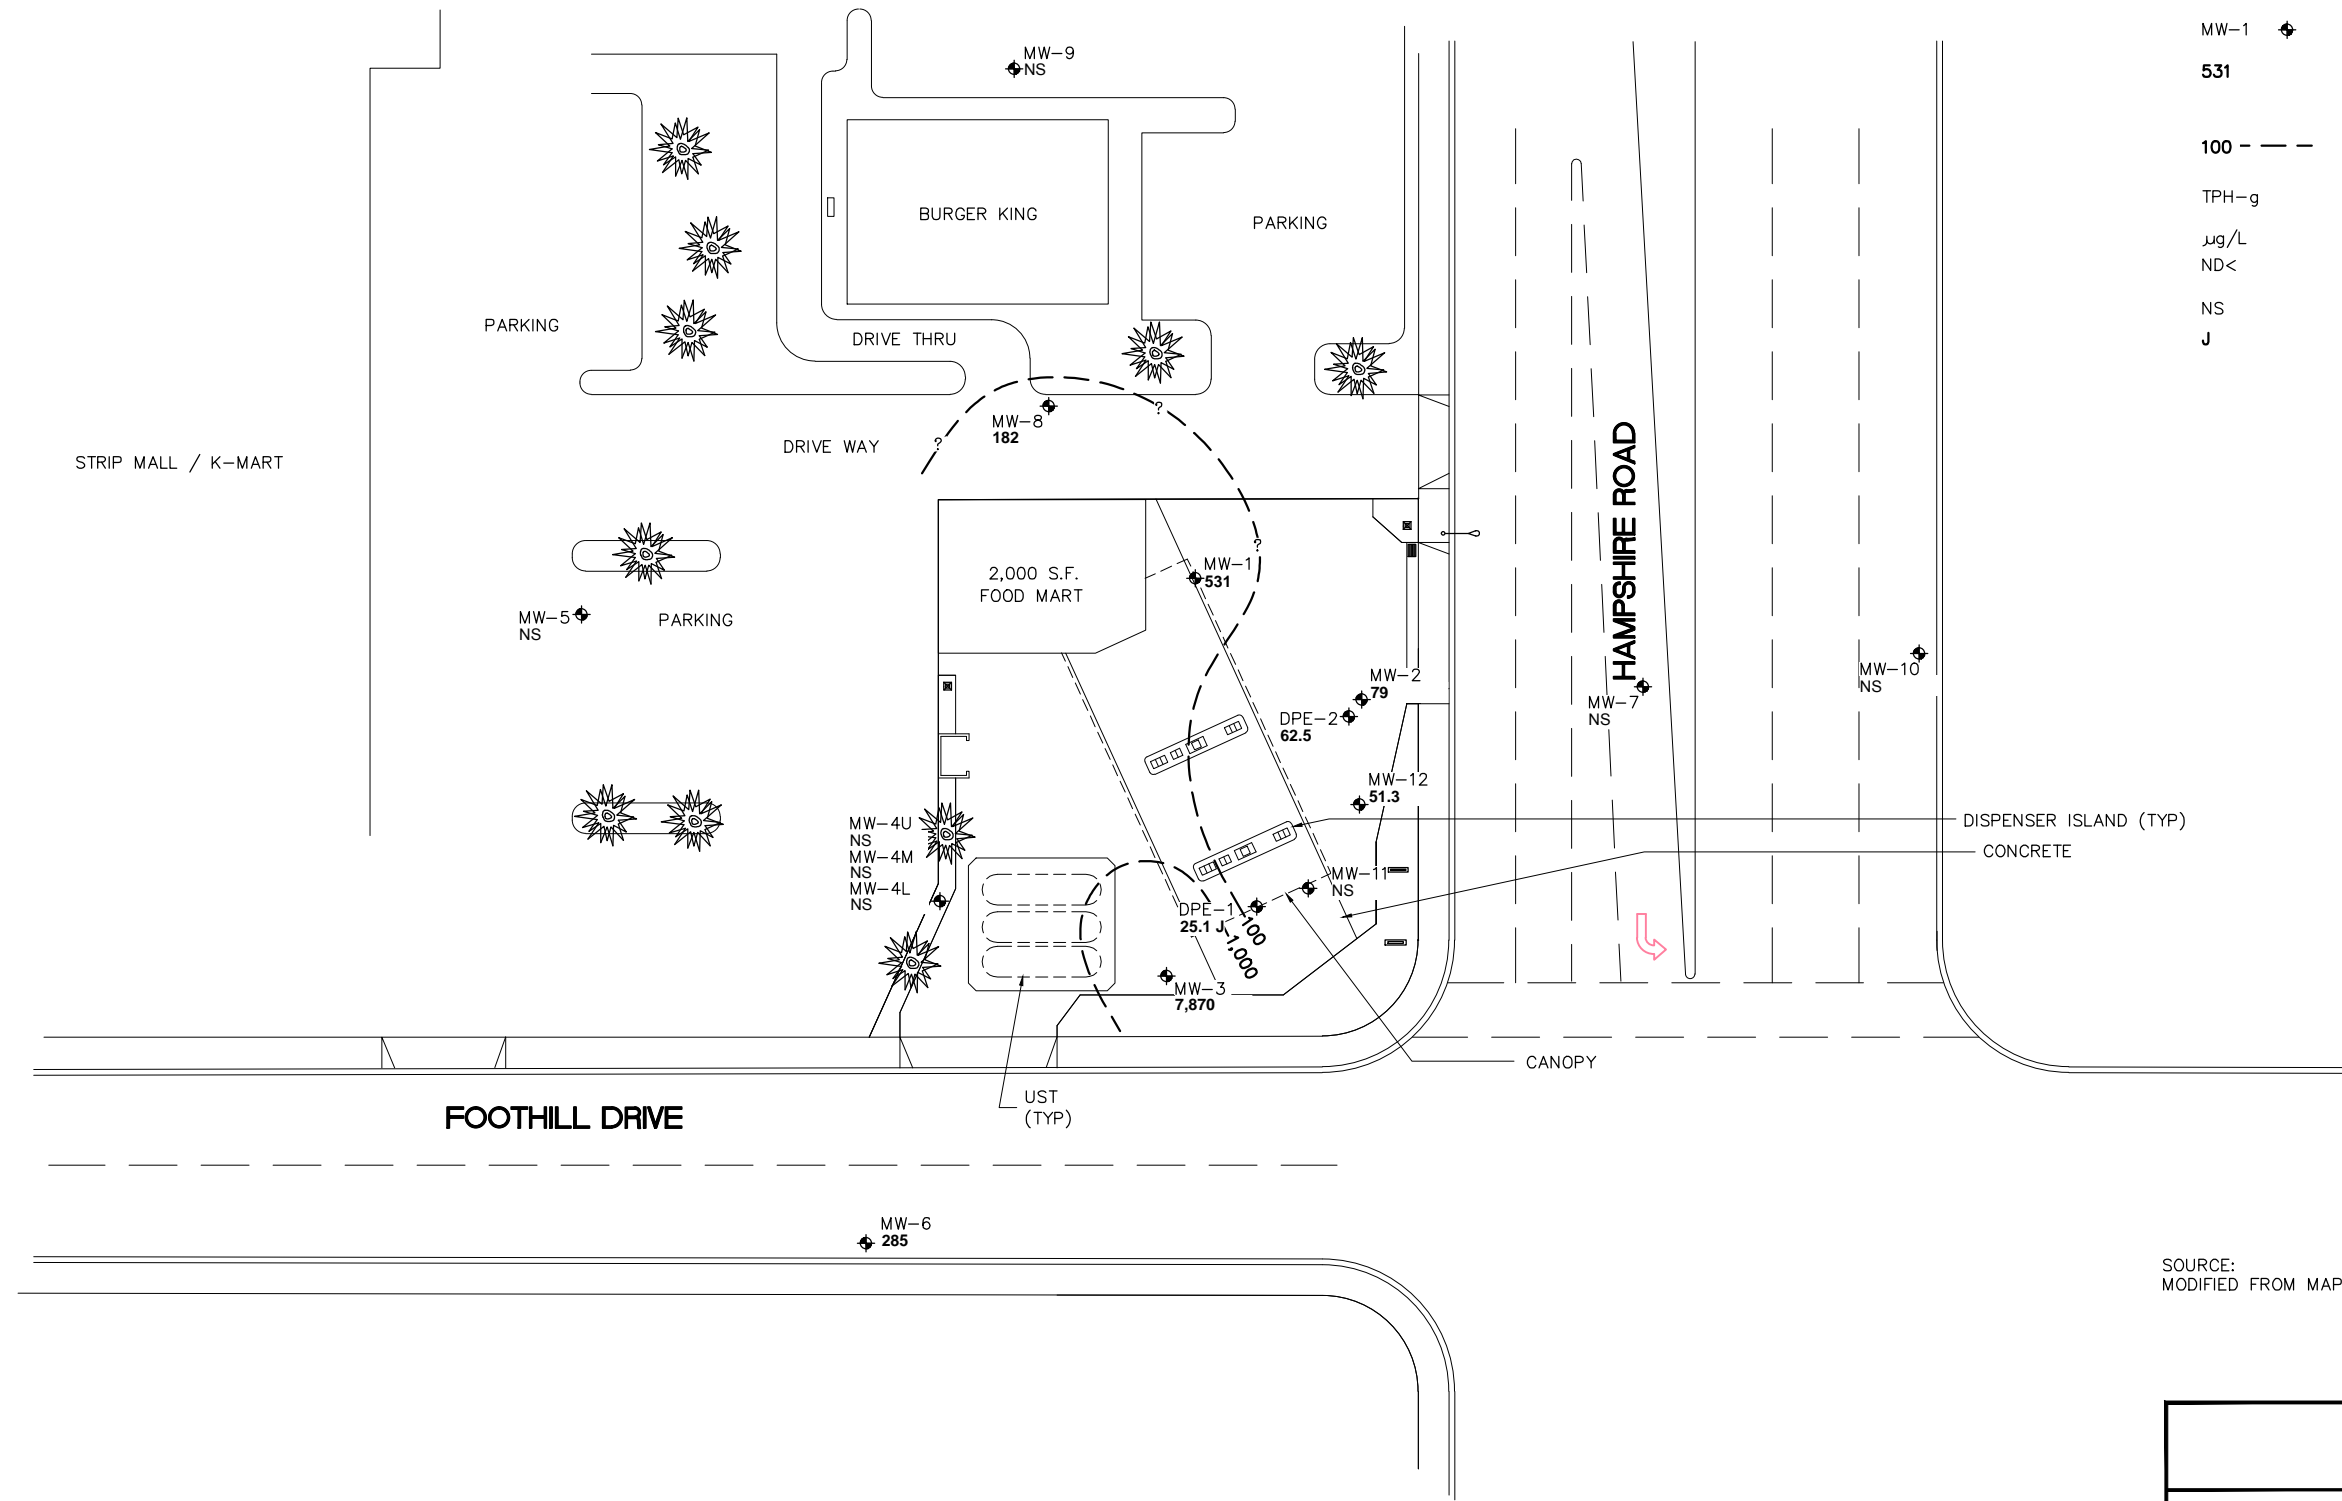 MW-9
NS
MW-1
531
100
TPH-g
µg/L
ND<
NS
J
BURGER KING
PARKING
PARKING
DRIVE THRU
MW-8
182
DRIVE WAY
STRIP MALL / K-MART
HAMPSHIRE ROAD
?
?
?
2,000 S.F.
FOOD MART
MW-1
531
MW-5
NS
PARKING
MW-2
79
DPE-2
62.5
MW-7
NS
MW-10
NS
MW-12
51.3
MW-4U
NS
MW-4M
NS
MW-4L
NS
DISPENSER ISLAND (TYP)
CONCRETE
MW-11
NS
DPE-1
25.1 J
100
1,000
MW-3
7,870
CANOPY
UST
(TYP)
FOOTHILL DRIVE
MW-6
285
SOURCE:
MODIFIED FROM MAP